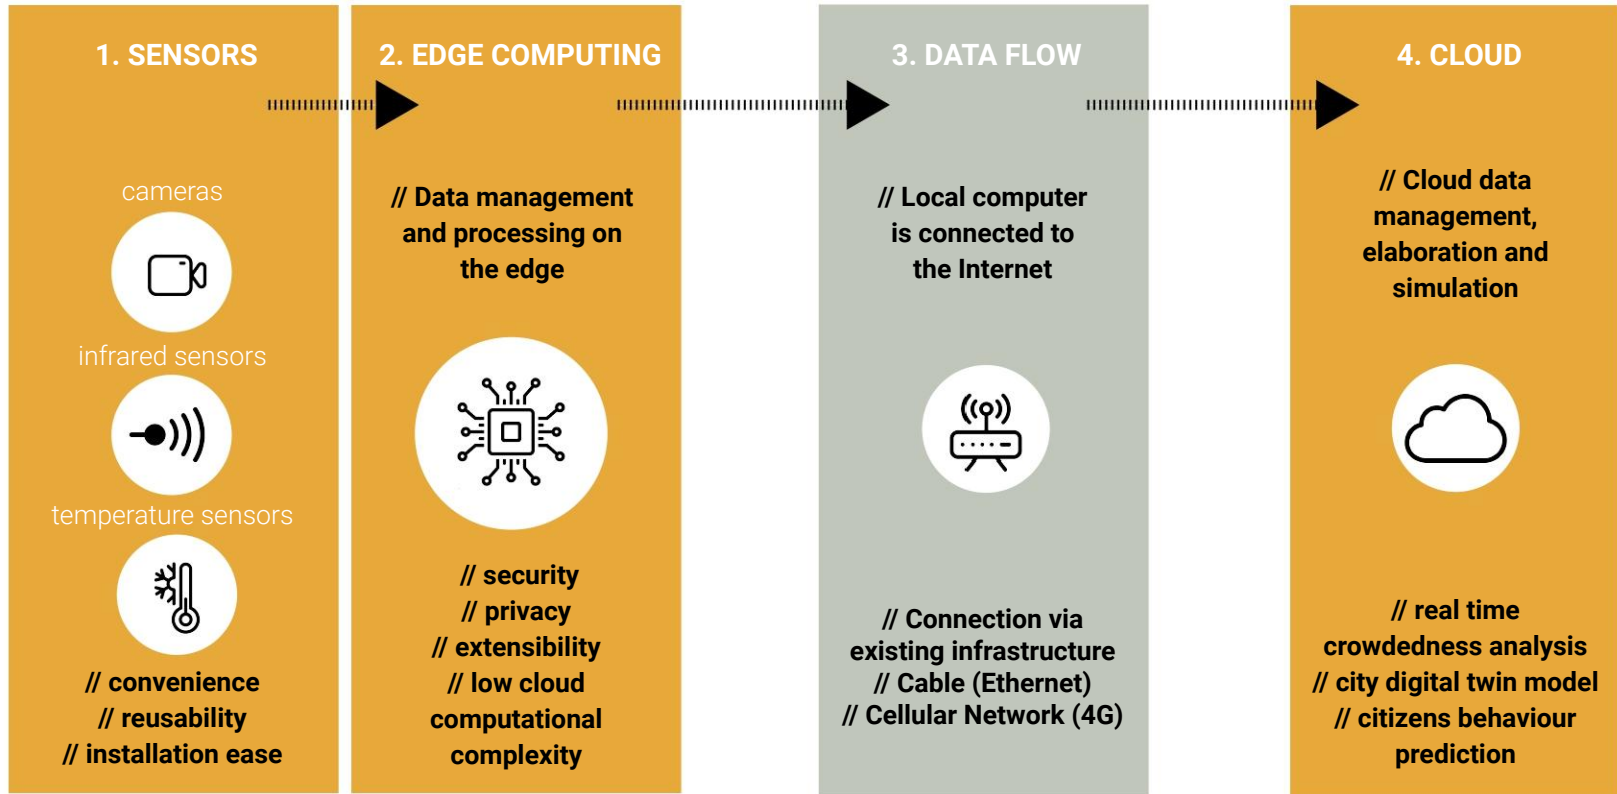 1. SENSORS
cameras
infrared sensors
temperature sensors
// convenience
// reusability
// installation ease
2. EDGE COMPUTING
// Data management
and processing on
the edge
// security
// privacy
// extensibility
// low cloud
computational
complexity
3. DATA FLOW
// Local computer
is connected to
the Internet
// Connection via
existing infrastructure
// Cable (Ethernet)
// Cellular Network (4G)
4. CLOUD
// Cloud data
management,
elaboration and
simulation
// real time
crowdedness analysis
// city digital twin model
// citizens behaviour
prediction